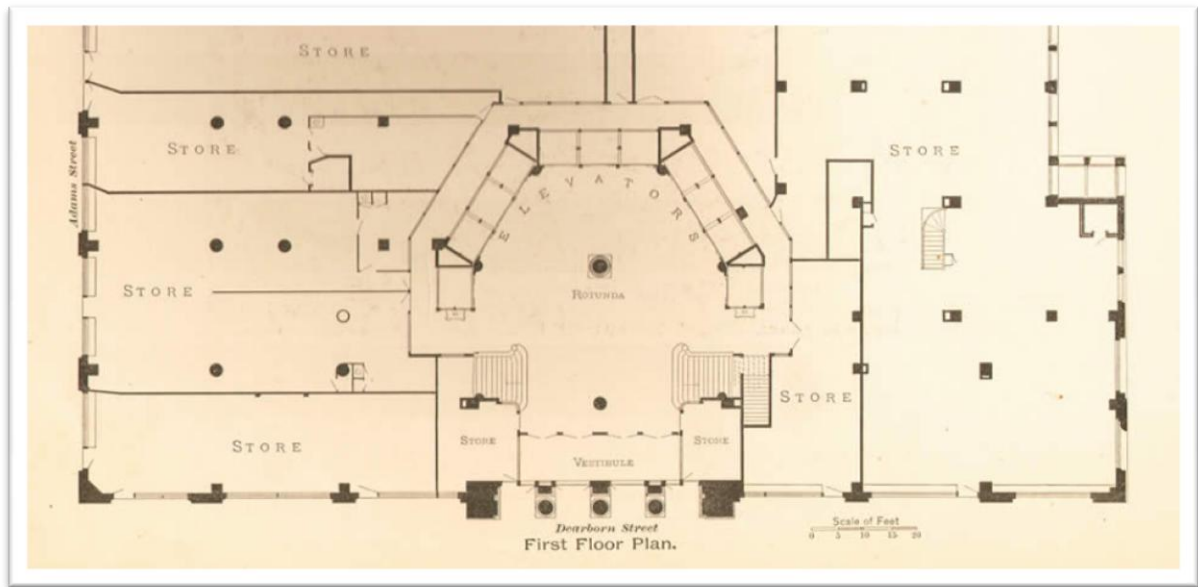 STORE
STORE
STORE
Adams Street
ELEVATORS
ROTUNDA
STORE
STORE
STORE
STORE
STORE
VESTIBULE
Dearborn Street
First Floor Plan.
Scale of Feet
0 5 10 15 20